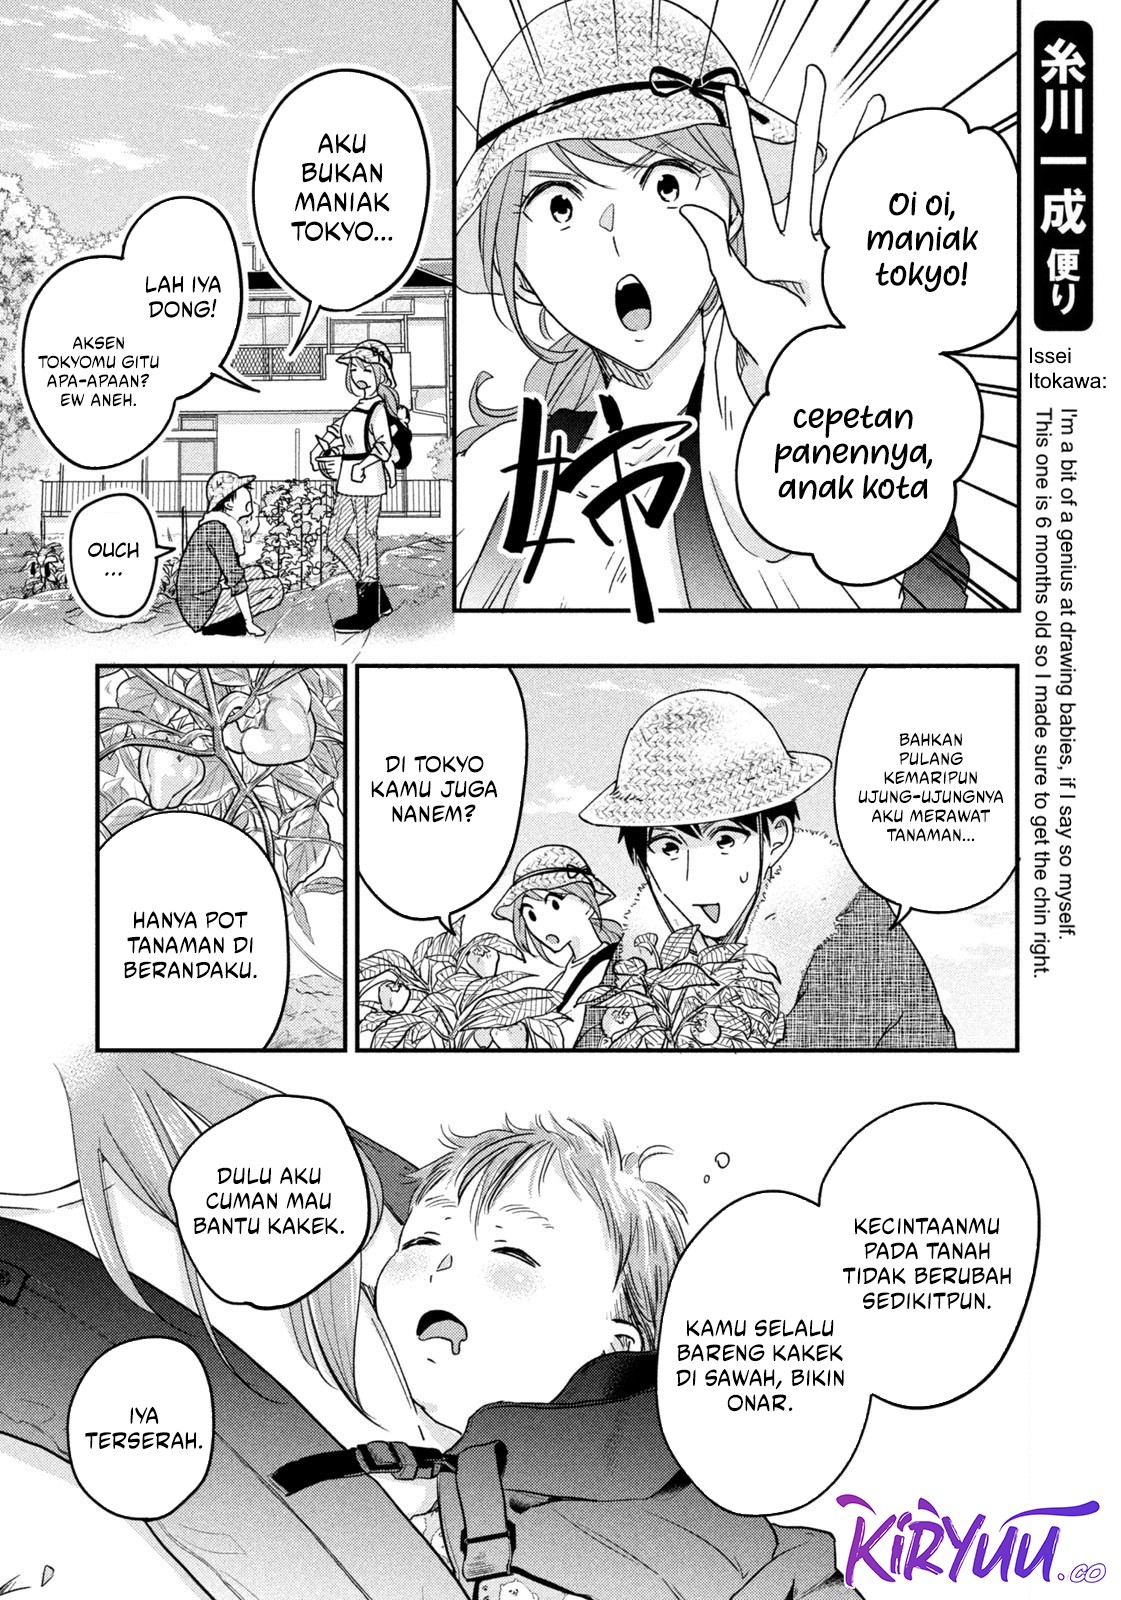 糸川一成便り
Issei
Itokawa:
I'm a bit of a genius at drawing babies, if I say so myself.
This one is 6 months old so I made sure to get the chin right.
Oi oi,
maniak
tokyo!
cepetan
panennya,
anak kota
姉
AKU
BUKAN
MANIAK
TOKYO...
LAH IYA
DONG!
AKSEN
TOKYOMU GITU
APA-APAAN?
EW ANEH.
OUCH
...
BAHKAN
PULANG
KEMARIPUN
UJUNG-UJUNGNYA
AKU MERAWAT
TANAMAN...
DI TOKYO
KAMU JUGA
NANEM?
HANYA POT
TANAMAN DI
BERANDAKU.
KECINTAANMU
PADA TANAH
TIDAK BERUBAH
SEDIKITPUN.
KAMU SELALU
BARENG KAKEK
DI SAWAH, BIKIN
ONAR.
DULU AKU
CUMAN MAU
BANTU KAKEK.
IYA
TERSERAH.
KIRYUU.CO